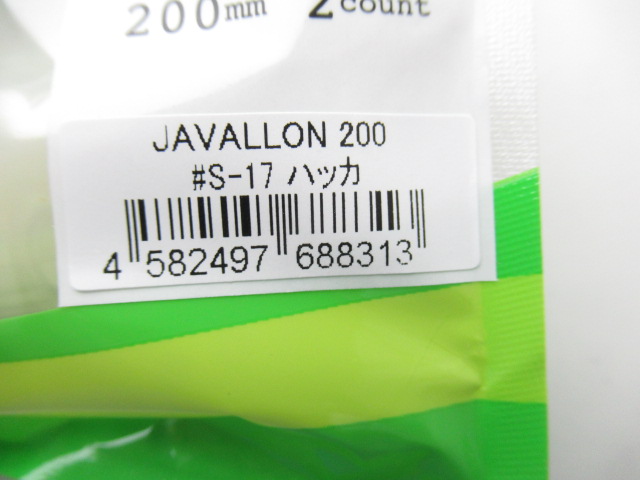 200mm 2count
JAVALLON 200
#S-17 ハッカ
4 582497 688313